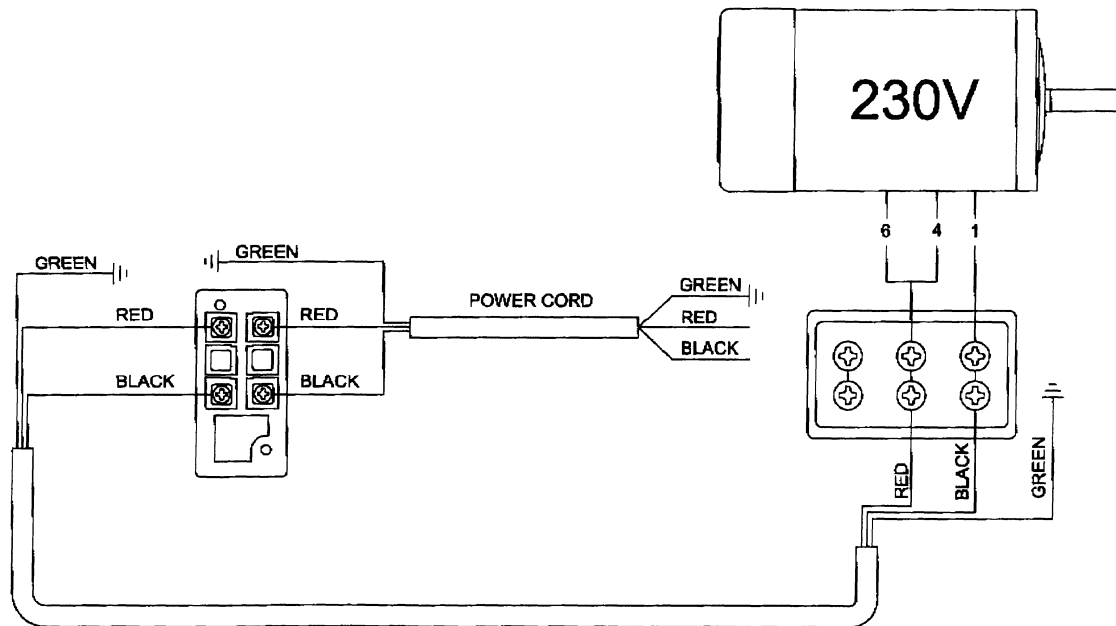 230V
6 4 1
GREEN
GREEN
POWER CORD
GREEN
RED
RED
RED
BLACK
BLACK
BLACK
RED
BLACK
GREEN